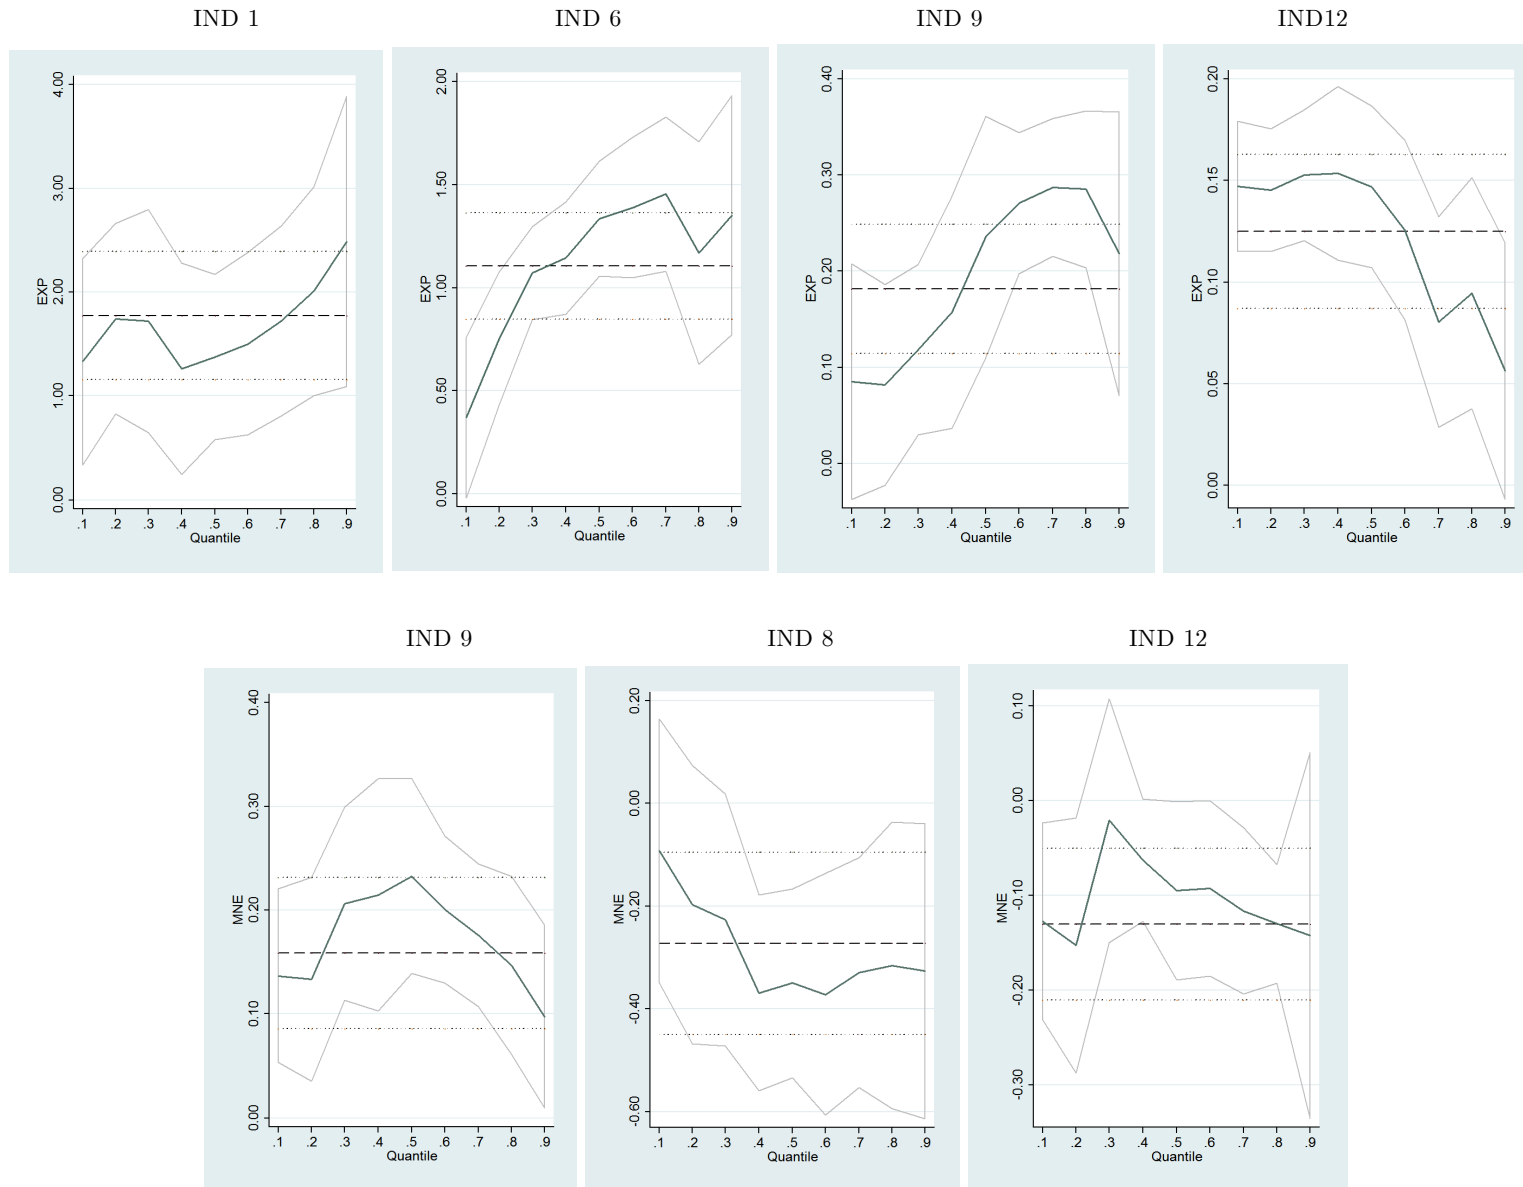 IND 1
IND 6
IND 9
IND12
EXP
4.00
3.00
2.00
1.00
0.00
.1 .2 .3 .4 .5 .6 .7 .8 .9
Quantile
EXP
2.00
1.50
1.00
0.50
0.00
.1 .2 .3 .4 .5 .6 .7 .8 .9
Quantile
EXP
0.40
0.30
0.20
0.10
0.00
.1 .2 .3 .4 .5 .6 .7 .8 .9
Quantile
EXP
0.20
0.15
0.10
0.05
0.00
.1 .2 .3 .4 .5 .6 .7 .8 .9
Quantile
IND 9
IND 8
IND 12
MNE
0.40
0.30
0.20
0.10
0.00
.1 .2 .3 .4 .5 .6 .7 .8 .9
Quantile
MNE
0.20
0.00
-0.20
-0.40
-0.60
.1 .2 .3 .4 .5 .6 .7 .8 .9
Quantile
MNE
0.10
0.00
-0.10
-0.20
-0.30
.1 .2 .3 .4 .5 .6 .7 .8 .9
Quantile